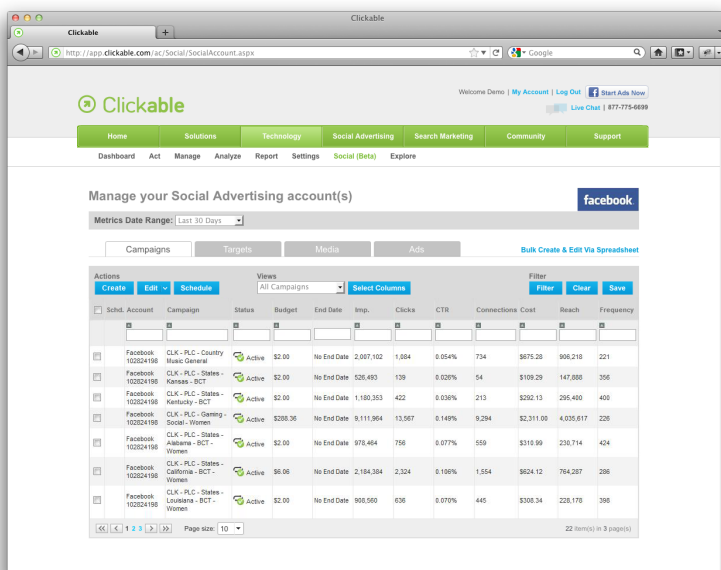 Clickable
Clickable
http://app.clickable.com/ac/Social/SocialAccount.aspx
Google
Welcome Demo | My Account | Log Out
Start Ads Now
Live Chat | 877-775-6699
Clickable
Home Solutions Technology Social Advertising Search Marketing Community Support
Dashboard Act Manage Analyze Report Settings Social (Beta) Explore
Manage your Social Advertising account(s)
facebook
Metrics Date Range: Last 30 Days
Campaigns Targets Media Ads Bulk Create & Edit Via Spreadsheet
Actions Views Filter
Create Edit Schedule All Campaigns Select Columns Filter Clear Save
Schd. Account Campaign Status Budget End Date Imp. Clicks CTR Connections Cost Reach Frequency
Facebook CLK - PLC - Country
102824198 Music General Active $2.00 No End Date 2,007,102 1,084 0.054% 734 $675.28 906,218 221
Facebook CLK - PLC - States -
102824198 Kansas - BCT Active $2.00 No End Date 526,493 139 0.026% 54 $109.29 147,888 356
Facebook CLK - PLC - States -
102824198 Kentucky - BCT Active $2.00 No End Date 1,180,353 422 0.036% 213 $292.13 295,400 400
Facebook CLK - PLC - Gaming -
102824198 Social - Women Active $288.36 No End Date 9,111,964 13,567 0.149% 9,294 $2,311.00 4,035,617 226
CLK - PLC - States -
Facebook Alabama - BCT - Active $2.00 No End Date 978,464 756 0.077% 559 $310.99 230,714 424
102824198 Women
CLK - PLC - States -
Facebook California - BCT - Active $6.06 No End Date 2,184,384 2,324 0.106% 1,554 $624.12 764,287 286
102824198 Women
CLK - PLC - States -
Facebook Louisiana - BCT - Active $2.00 No End Date 908,560 636 0.070% 445 $308.34 228,178 398
102824198 Women
1 2 3 Page size: 10 22 item(s) in 3 page(s)